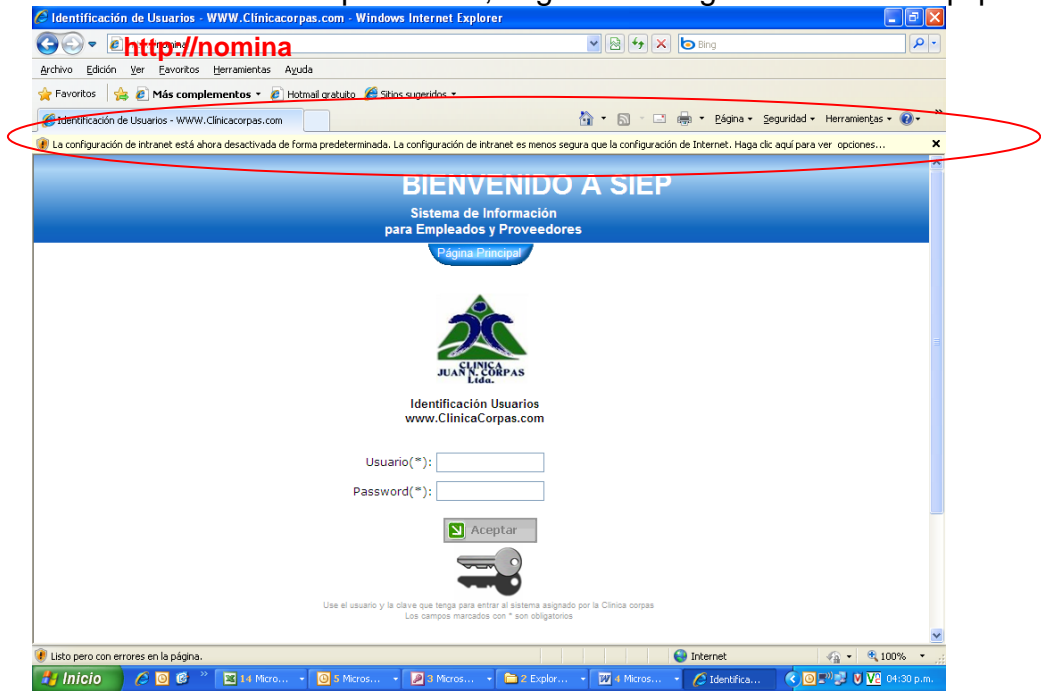 Identificación de Usuarios - WWW.Clínicacorpas.com - Windows Internet Explorer
http://nomina
Bing
Archivo Edición Ver Favoritos Herramientas Ayuda
Favoritos Más complementos Hotmail gratuito Sitios sugeridos
Identificación de Usuarios - WWW.Clínicacorpas.com
Página Seguridad Herramientas
La configuración de intranet está ahora desactivada de forma predeterminada. La configuración de intranet es menos segura que la configuración de Internet. Haga clic aquí para ver opciones...
BIENVENIDO A SIEP
Sistema de Información
para Empleados y Proveedores
Página Principal
CLINICA
JUAN N. CORPAS
Ltda.
Identificación Usuarios
www.ClinicaCorpas.com
Usuario(*):
Password(*):
Aceptar
Use el usuario y la clave que tenga para entrar al sistema asignado por la Clinica corpas
Los campos marcados con * son obligatorios
Listo pero con errores en la página.
Internet
100%
Inicio
14 Micro...
5 Micros...
3 Micros...
2 Explor...
4 Micros...
Identifica...
04:30 p.m.